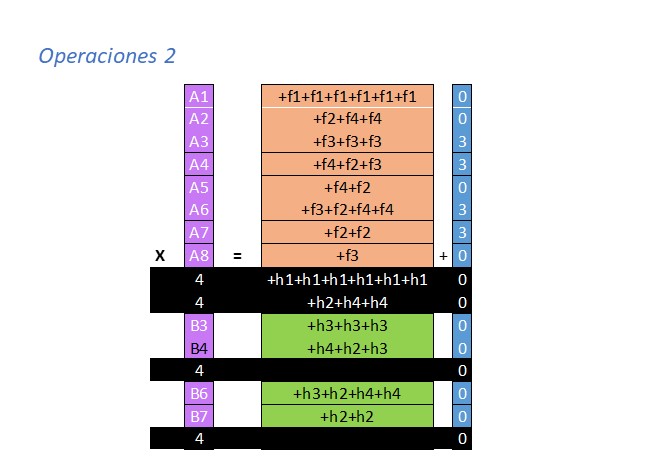 Operaciones 2
A1 +f1+f1+f1+f1+f1+f1 0
A2 +f2+f4+f4 0
A3 +f3+f3+f3 3
A4 +f4+f2+f3 3
A5 +f4+f2 0
A6 +f3+f2+f4+f4 3
A7 +f2+f2 3
X A8 = +f3 + 0
4 +h1+h1+h1+h1+h1+h1 0
4 +h2+h4+h4 0
B3 +h3+h3+h3 0
B4 +h4+h2+h3 0
4 0
B6 +h3+h2+h4+h4 0
B7 +h2+h2 0
4 0